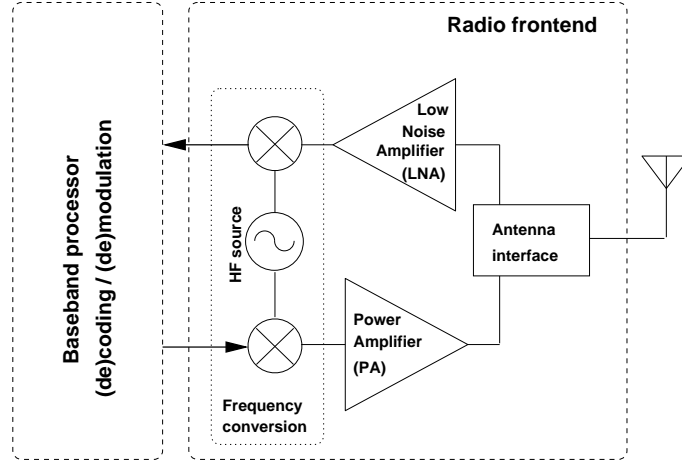 Radio frontend
Baseband processor
(de)coding / (de)modulation
Low
Noise
Amplifier
(LNA)
HF source
Antenna
interface
Power
Amplifier
(PA)
Frequency
conversion